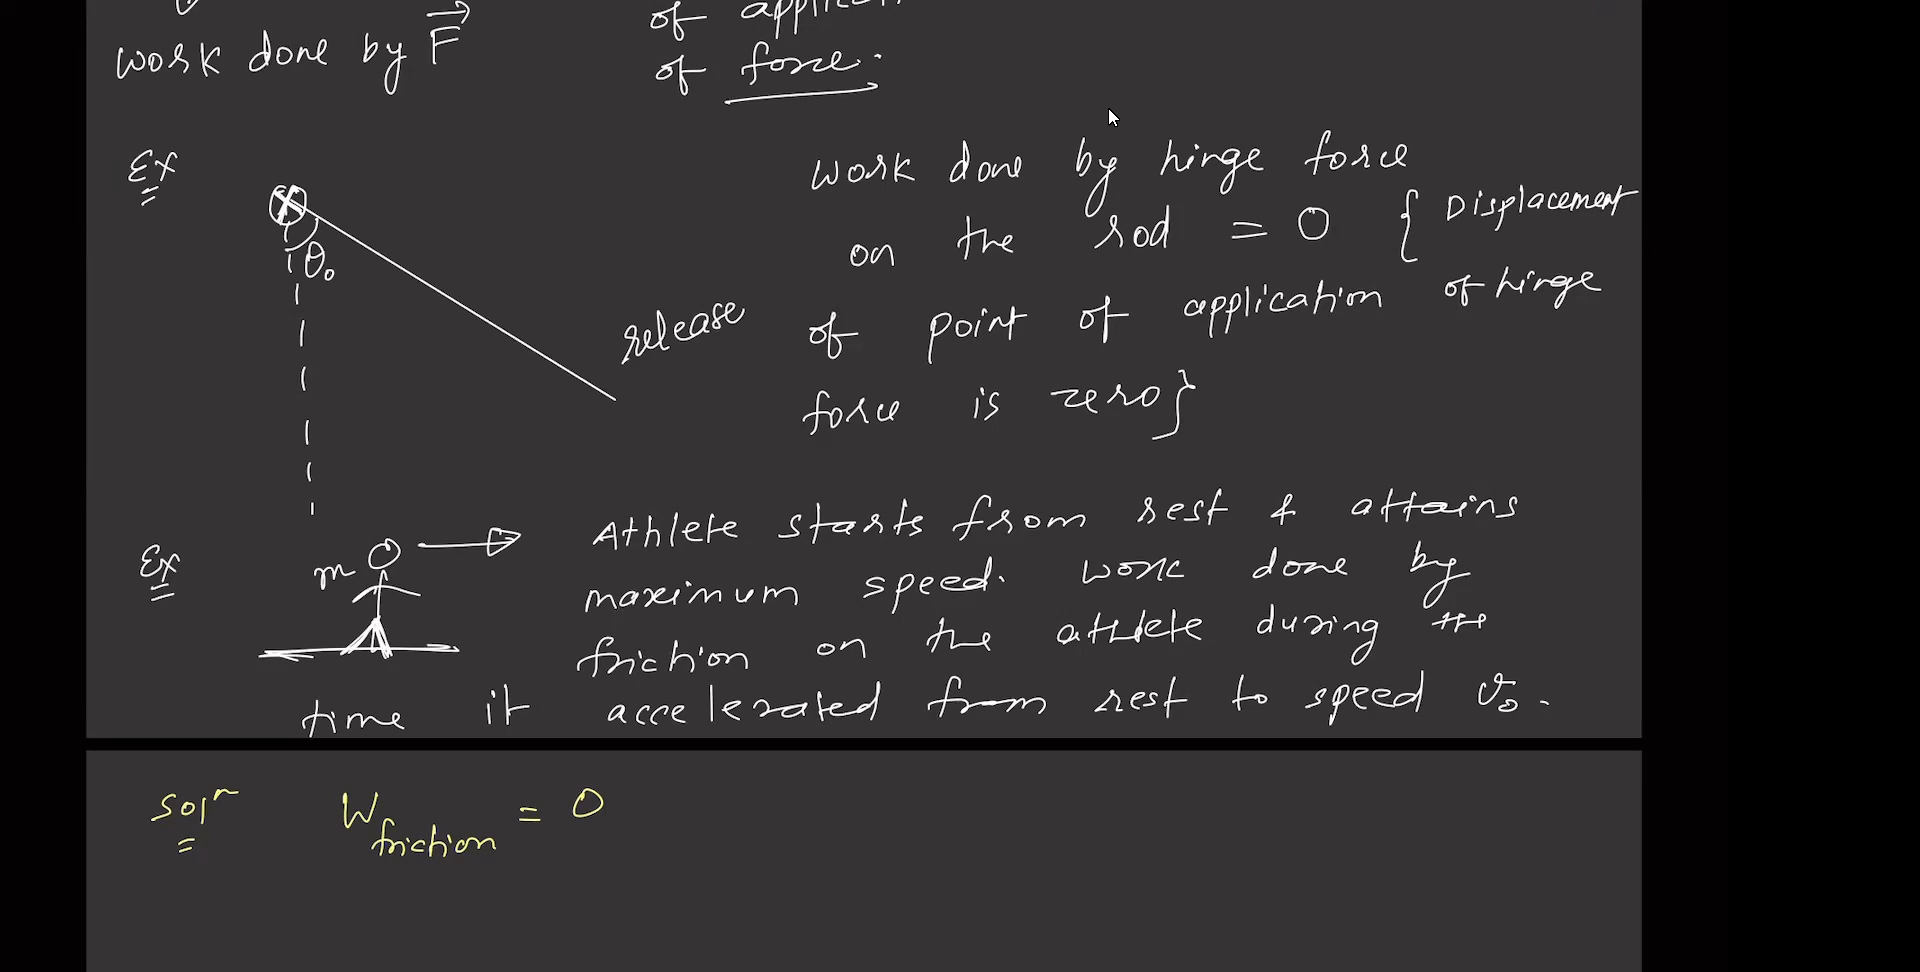 of
work done by F
of force.
Ex
work done by hinge force
on the rod = 0 { Displacement
θ₀
release
of point of application of hinge
force is zero}
Ex
m
Athlete starts from rest & attains
maximum speed. work done by
friction on the athlete during the
time it accelerated from rest to speed v₀.
Solⁿ
W friction = 0